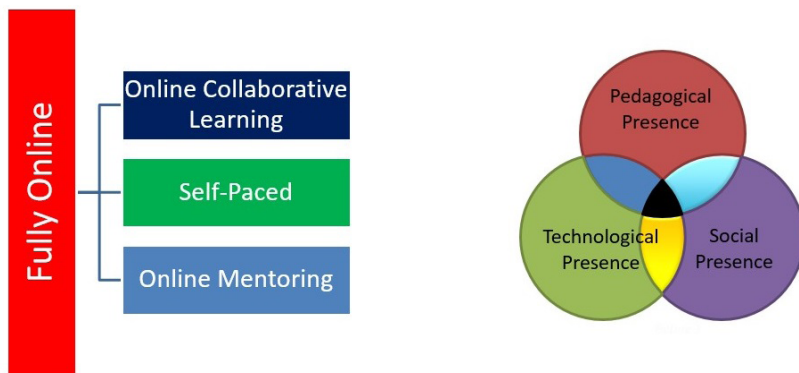 Fully Online
Online Collaborative
Learning
Self-Paced
Online Mentoring
Pedagogical
Presence
Technological
Presence
Social
Presence